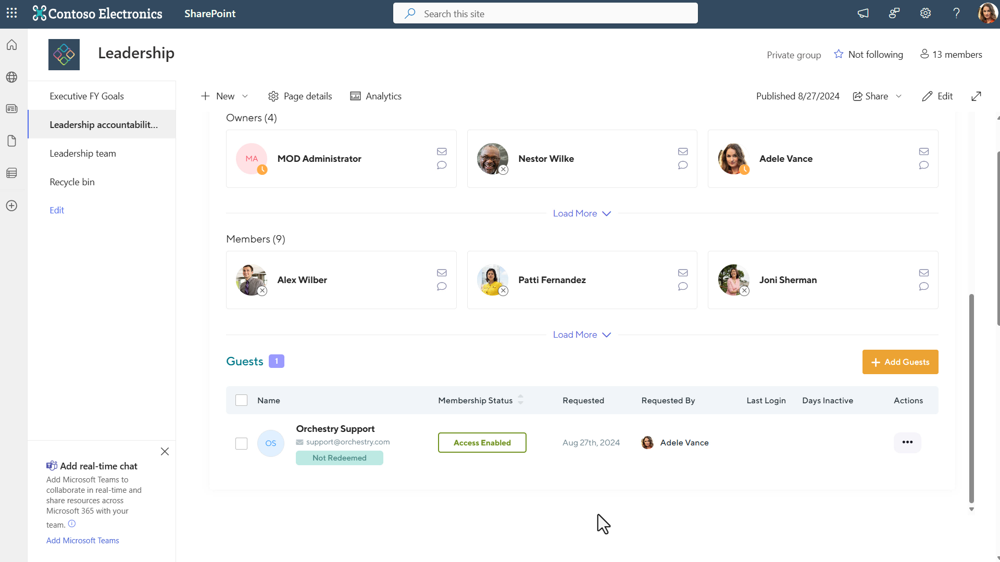 Contoso Electronics
SharePoint
Search this site
Leadership
Private group
Not following
13 members
Executive FY Goals
Leadership accountabilit...
Leadership team
Recycle bin
Edit
New
Page details
Analytics
Published 8/27/2024
Share
Edit
Owners (4)
MA
MOD Administrator
Nestor Wilke
Adele Vance
Load More
Members (9)
Alex Wilber
Patti Fernandez
Joni Sherman
Load More
Guests 1
Add Guests
Name
Membership Status
Requested
Requested By
Last Login
Days Inactive
Actions
OS
Orchestry Support
support@orchestry.com
Not Redeemed
Access Enabled
Aug 27th, 2024
Adele Vance
Add real-time chat
Add Microsoft Teams to
collaborate in real-time and
share resources across
Microsoft 365 with your
team.
Add Microsoft Teams